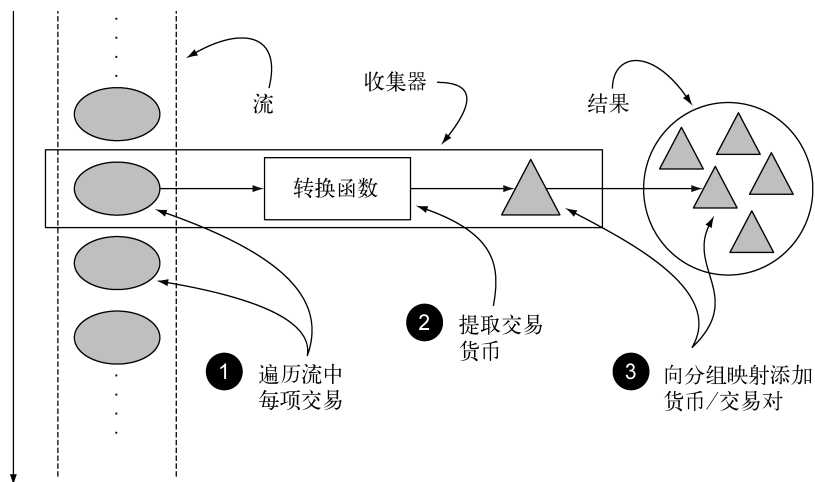 流
收集器
结果
转换函数
1 遍历流中
每项交易
2 提取交易
货币
3 向分组映射添加
货币/交易对